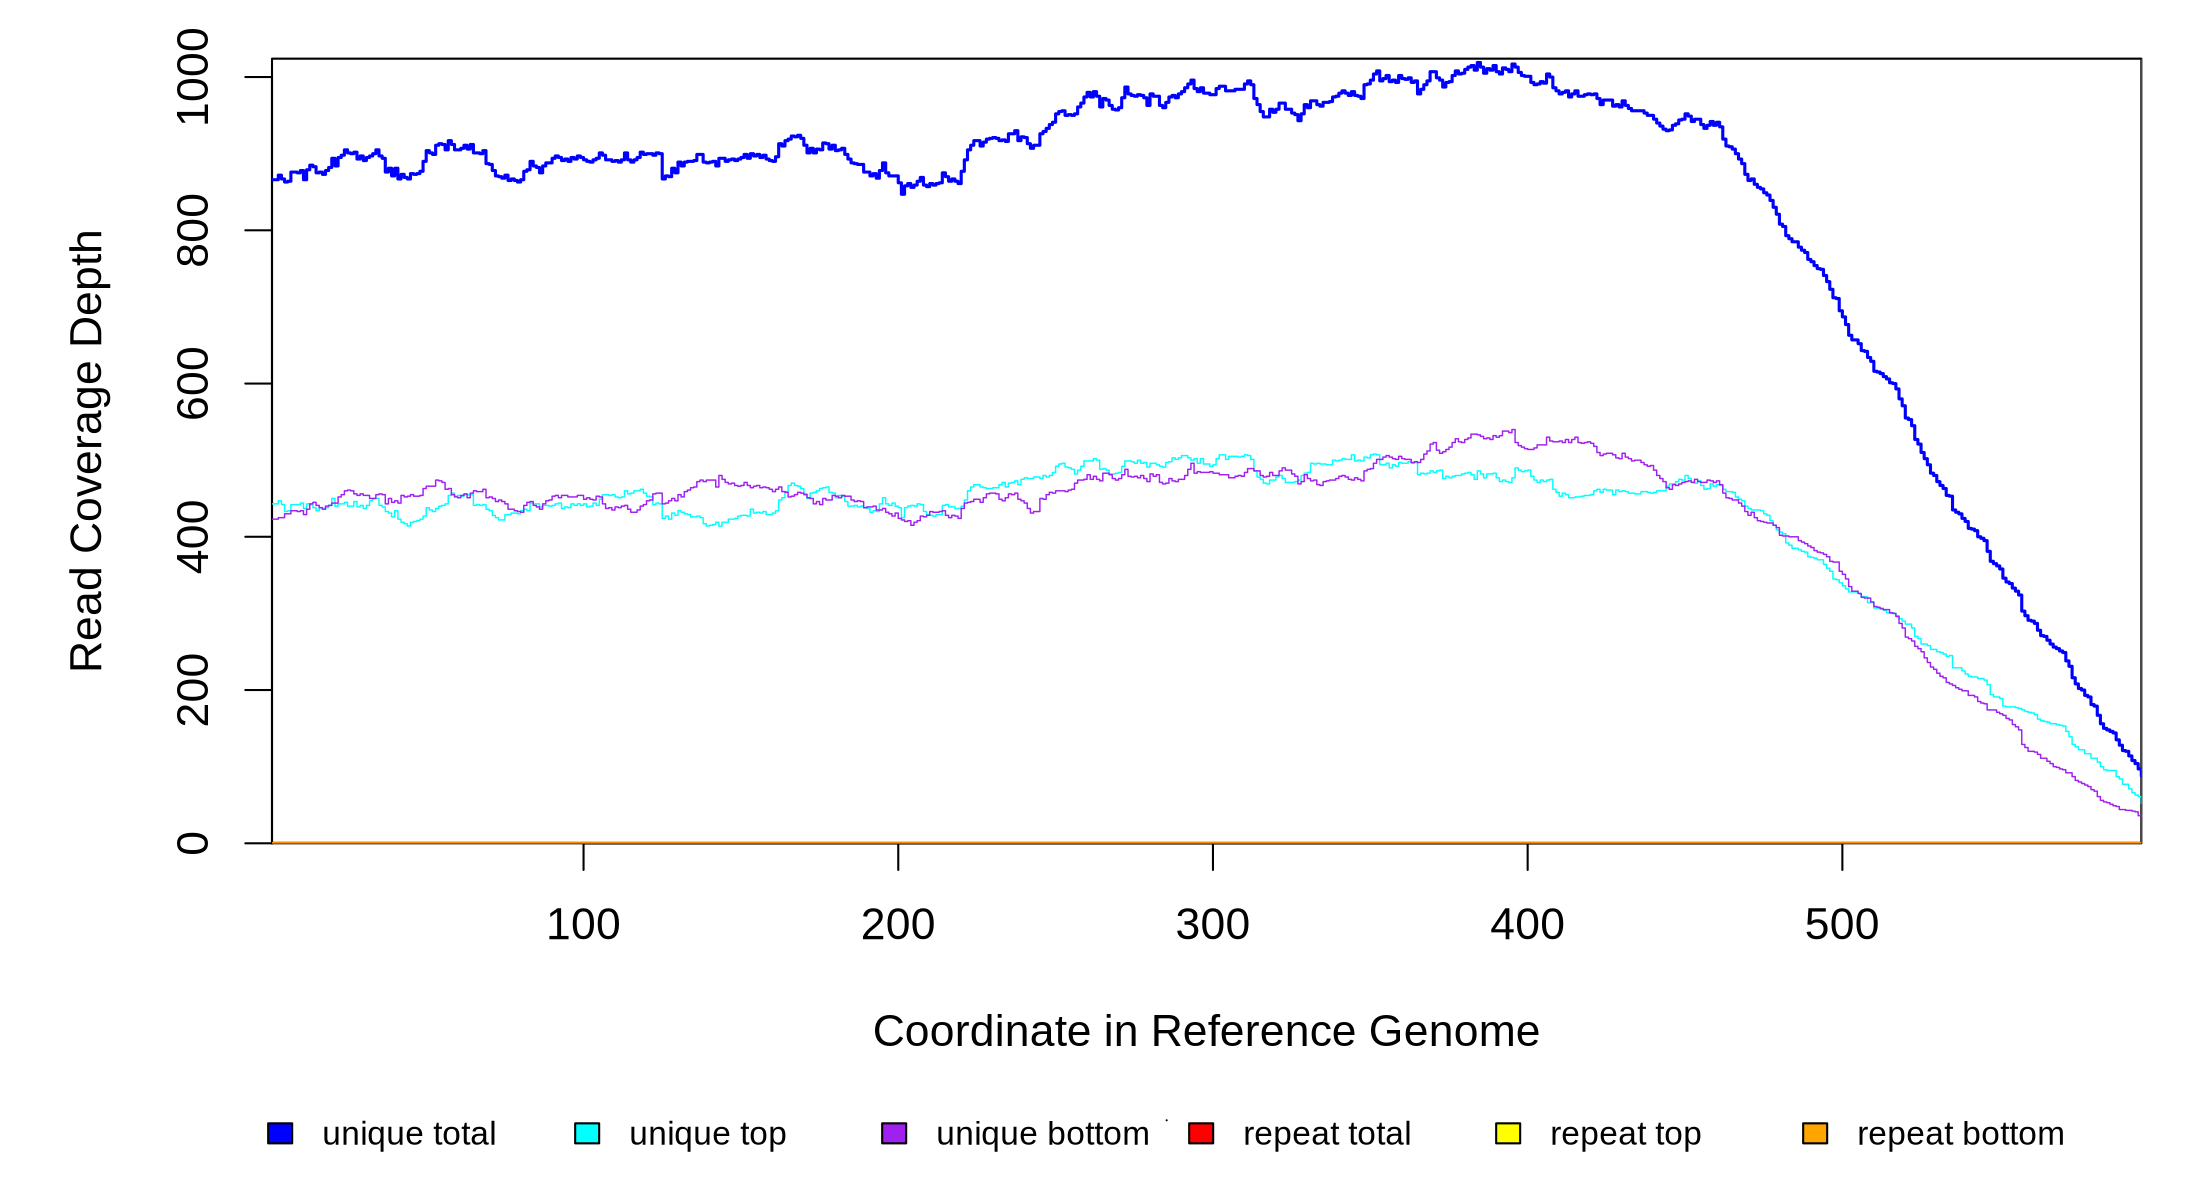 Read Coverage Depth
1000
800
600
400
200
0
100 200 300 400 500
Coordinate in Reference Genome
unique total unique top unique bottom repeat total repeat top repeat bottom